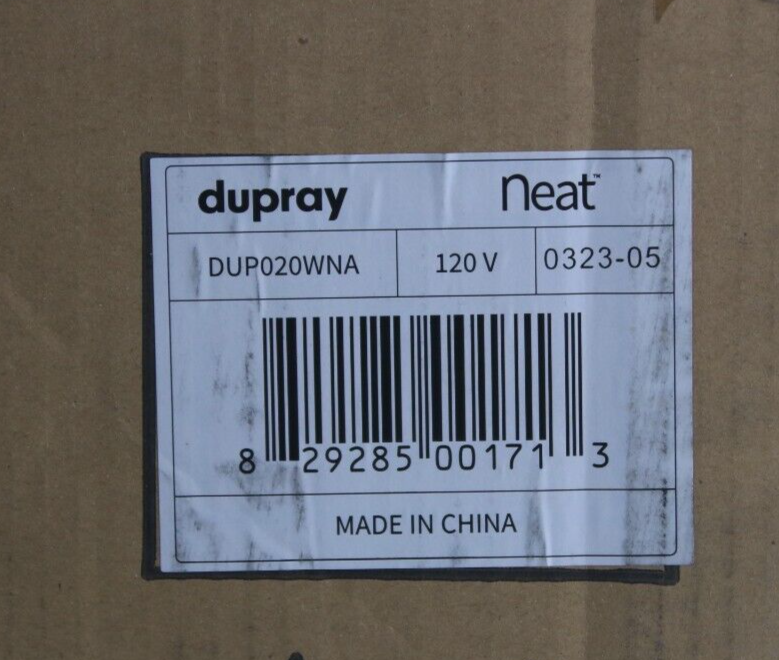 dupray neat™
DUP020WNA 120 V 0323-05
8 29285 00171 3
MADE IN CHINA